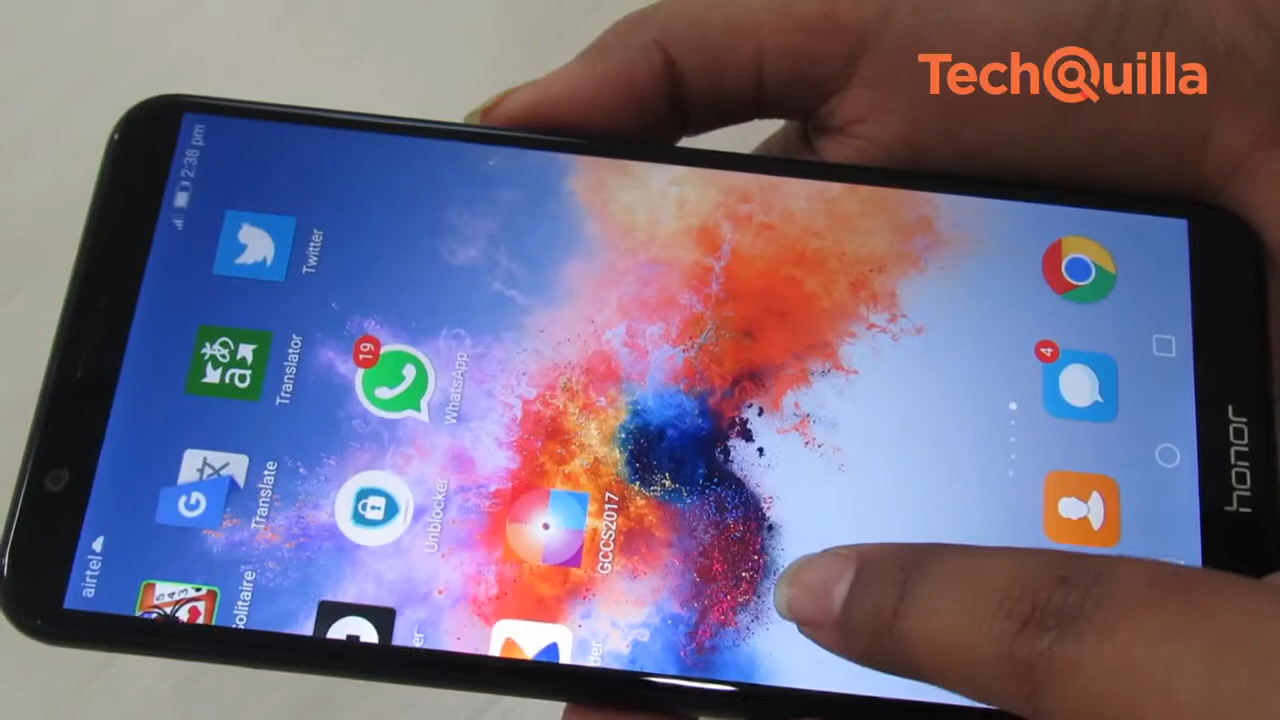 TechQuilla
airtel
2:38 pm
Twitter
Translator
Translate
WhatsApp
19
Unblocker
GCCS2017
4
honor